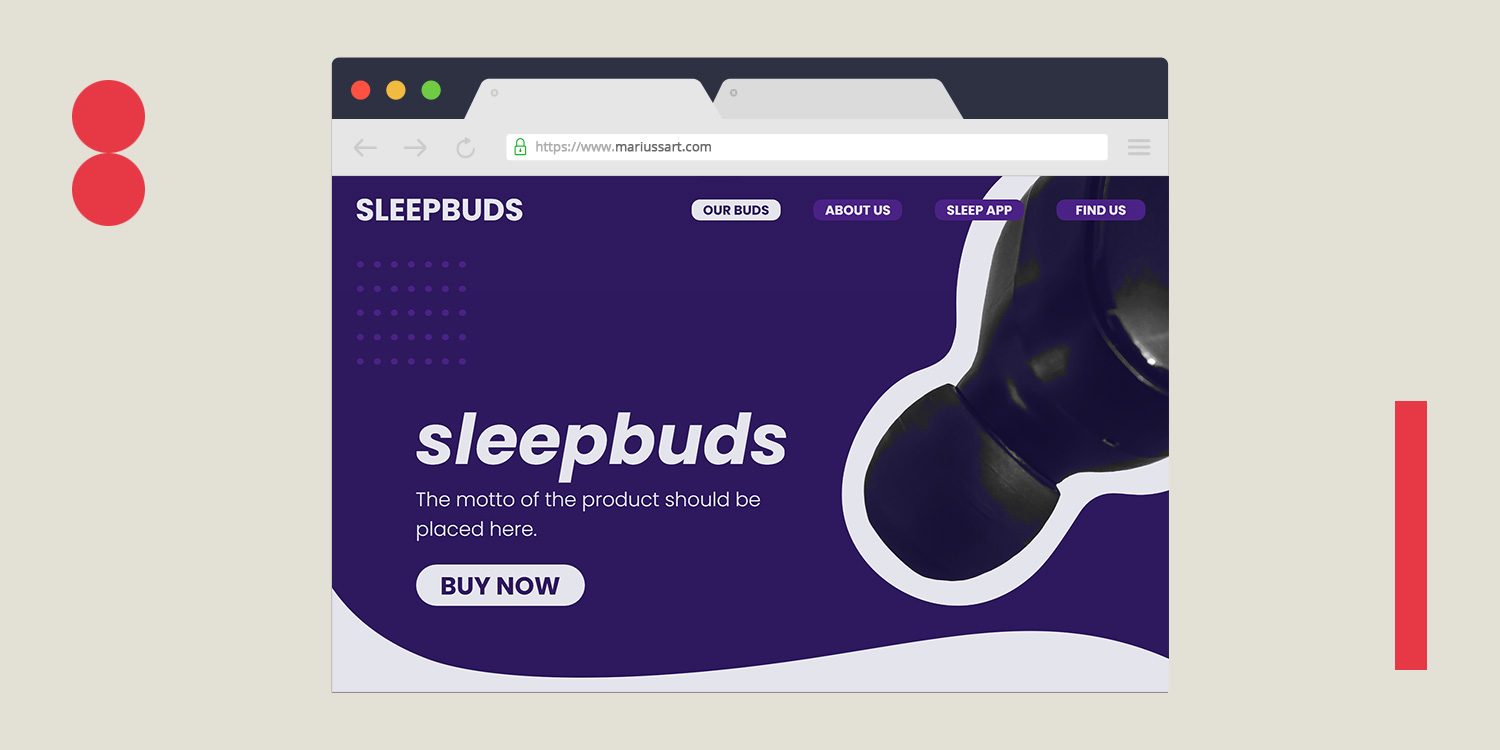 https://www.mariussart.com
SLEEPBUDS
OUR BUDS
ABOUT US
SLEEP APP
FIND US
sleepbuds
The motto of the product should be
placed here.
BUY NOW